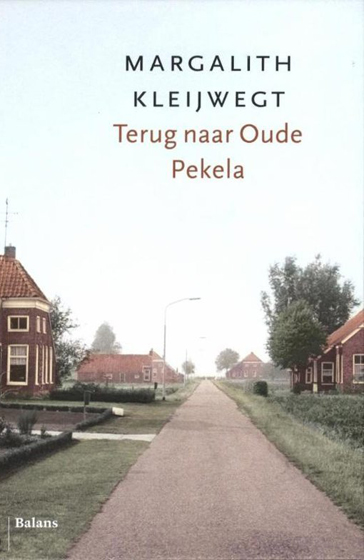 MARGALITH
KLEIJWEGT
Terug naar Oude
Pekela
Balans